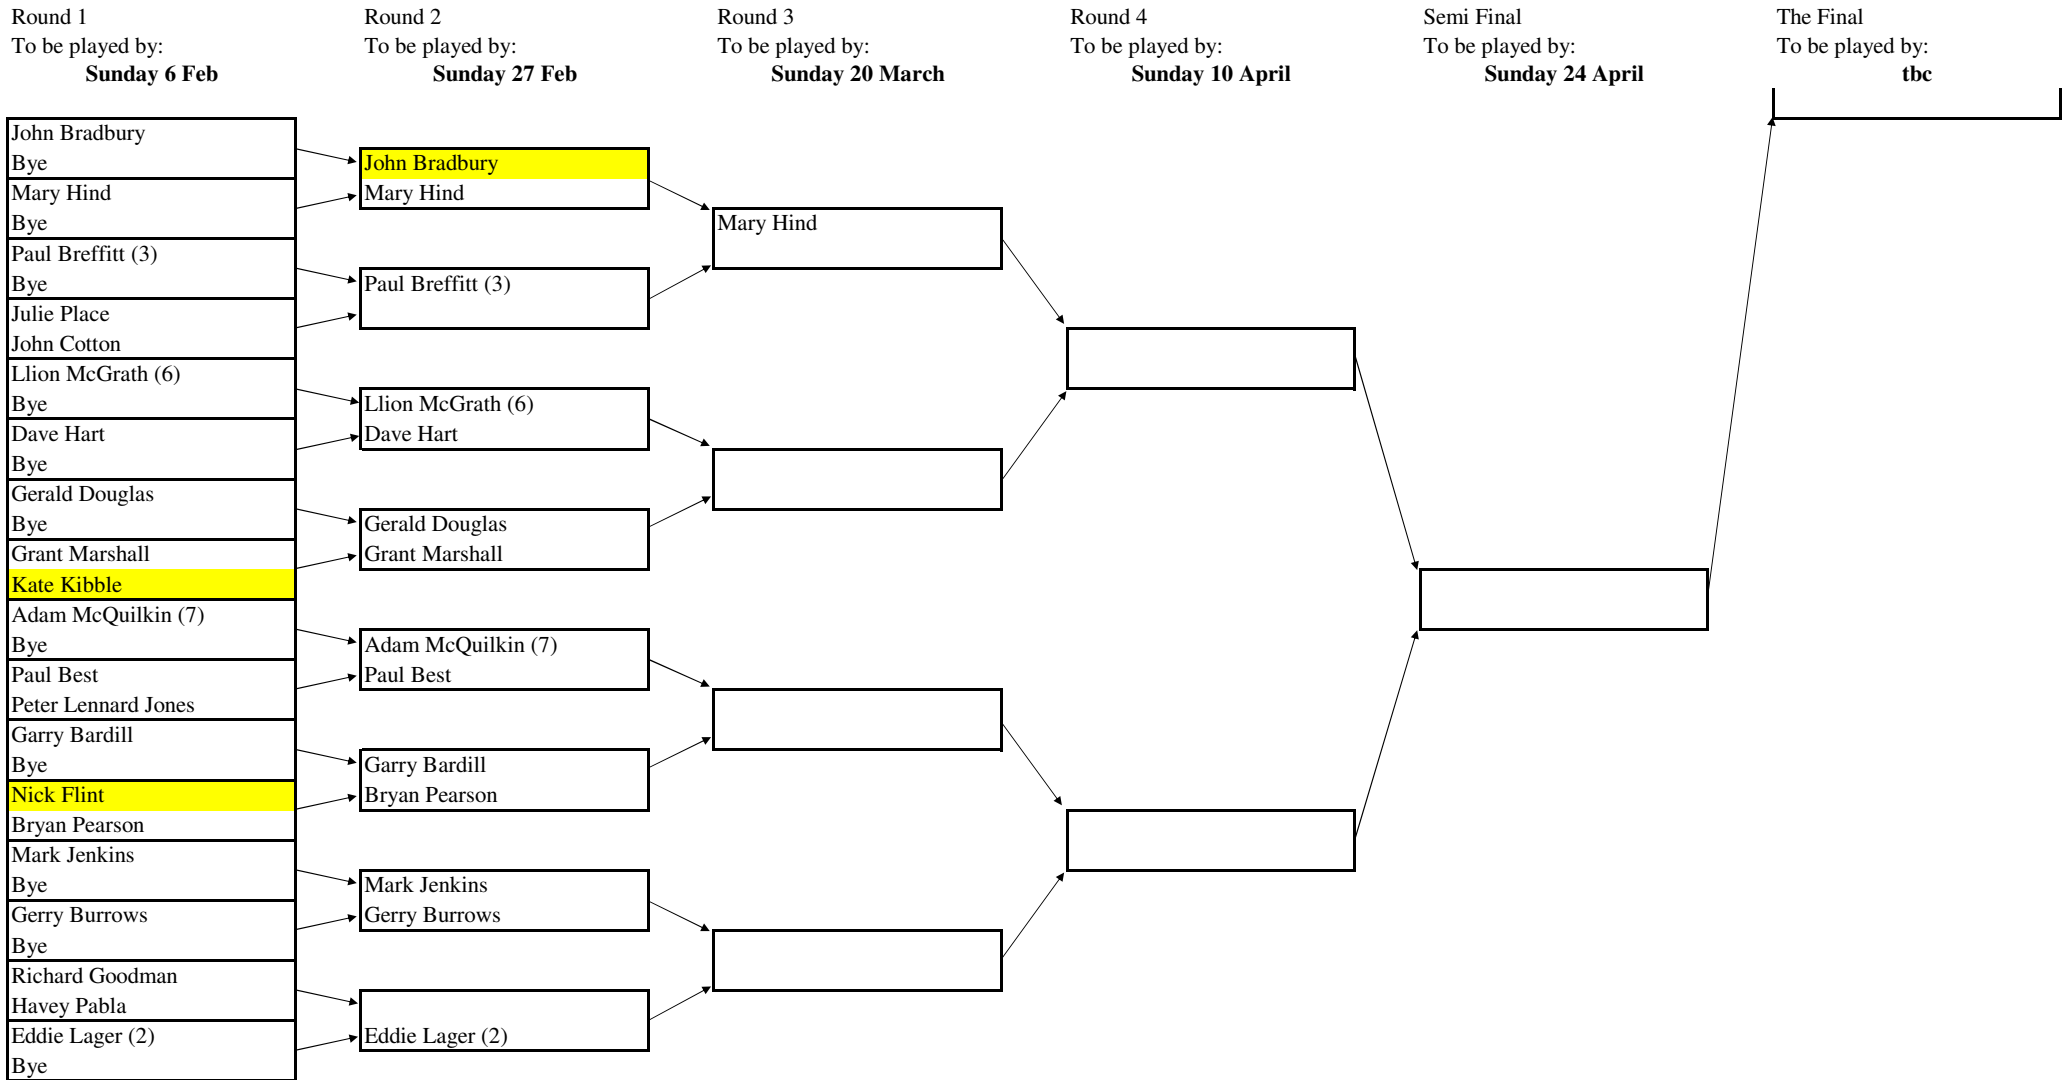 Round 1
To be played by:
Sunday 6 Feb
Round 2
To be played by:
Sunday 27 Feb
Round 3
To be played by:
Sunday 20 March
Round 4
To be played by:
Sunday 10 April
Semi Final
To be played by:
Sunday 24 April
The Final
To be played by:
tbc
John Bradbury
Bye
Mary Hind
Bye
Paul Breffitt (3)
Bye
Julie Place
John Cotton
Llion McGrath (6)
Bye
Dave Hart
Bye
Gerald Douglas
Bye
Grant Marshall
Kate Kibble
Adam McQuilkin (7)
Bye
Paul Best
Peter Lennard Jones
Garry Bardill
Bye
Nick Flint
Bryan Pearson
Mark Jenkins
Bye
Gerry Burrows
Bye
Richard Goodman
Havey Pabla
Eddie Lager (2)
Bye
John Bradbury
Mary Hind
Paul Breffitt (3)
Llion McGrath (6)
Dave Hart
Gerald Douglas
Grant Marshall
Adam McQuilkin (7)
Paul Best
Garry Bardill
Bryan Pearson
Mark Jenkins
Gerry Burrows
Eddie Lager (2)
Mary Hind